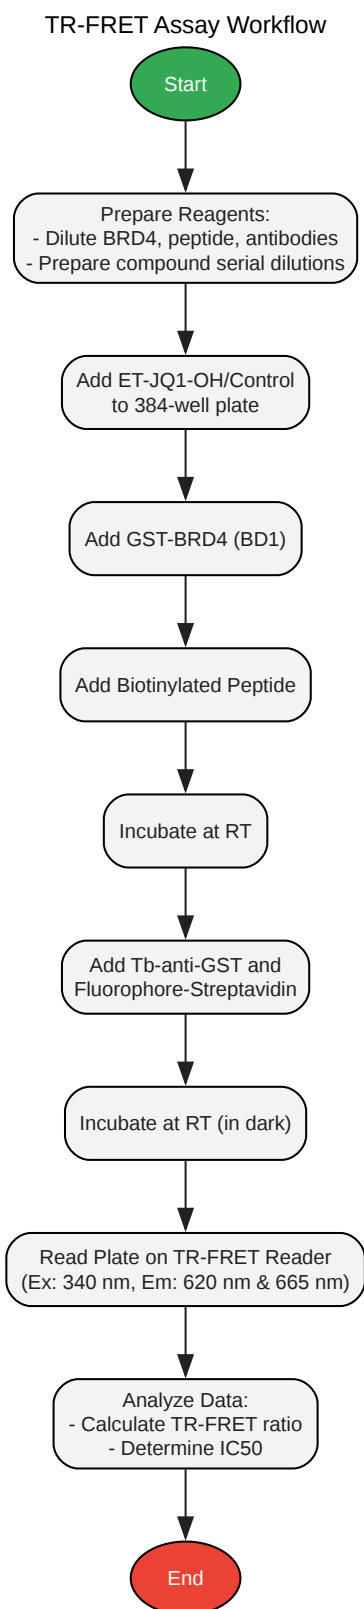 TR-FRET Assay Workflow
Start
Prepare Reagents:
- Dilute BRD4, peptide, antibodies
- Prepare compound serial dilutions
Add ET-JQ1-OH/Control
to 384-well plate
Add GST-BRD4 (BD1)
Add Biotinylated Peptide
Incubate at RT
Add Tb-anti-GST and
Fluorophore-Streptavidin
Incubate at RT (in dark)
Read Plate on TR-FRET Reader
(Ex: 340 nm, Em: 620 nm & 665 nm)
Analyze Data:
- Calculate TR-FRET ratio
- Determine IC50
End